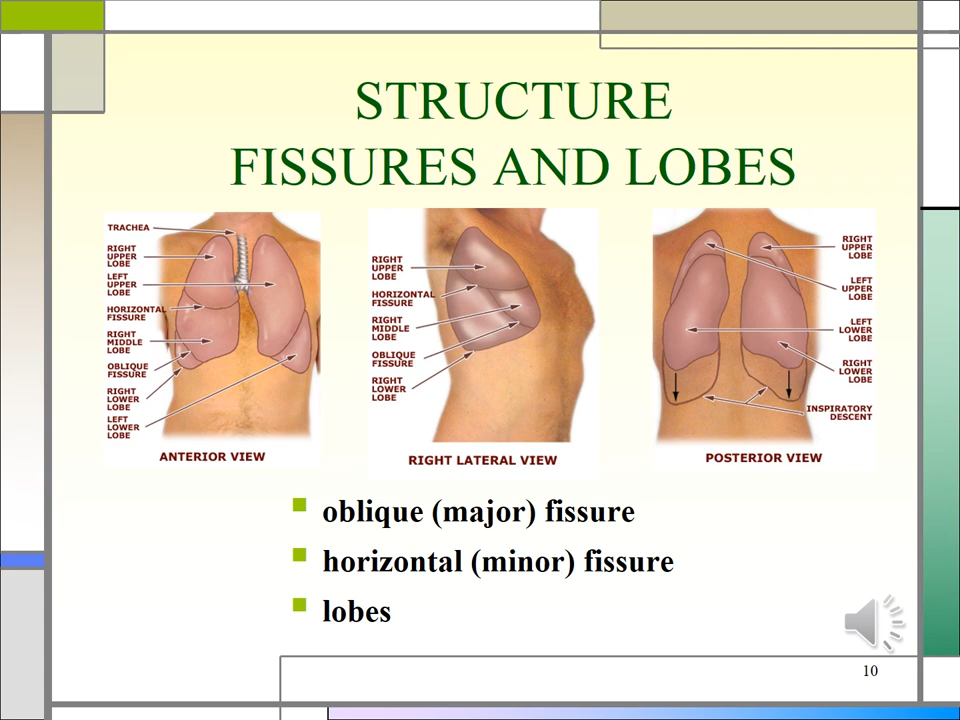 STRUCTURE
FISSURES AND LOBES
TRACHEA
RIGHT
UPPER
LOBE
LEFT
UPPER
LOBE
HORIZONTAL
FISSURE
RIGHT
MIDDLE
LOBE
OBLIQUE
FISSURE
RIGHT
LOWER
LOBE
LEFT
LOWER
LOBE
ANTERIOR VIEW
RIGHT
UPPER
LOBE
HORIZONTAL
FISSURE
RIGHT
MIDDLE
LOBE
OBLIQUE
FISSURE
RIGHT
LOWER
LOBE
RIGHT LATERAL VIEW
RIGHT
UPPER
LOBE
LEFT
UPPER
LOBE
LEFT
LOWER
LOBE
RIGHT
LOWER
LOBE
INSPIRATORY
DESCENT
POSTERIOR VIEW
oblique (major) fissure
horizontal (minor) fissure
lobes
10